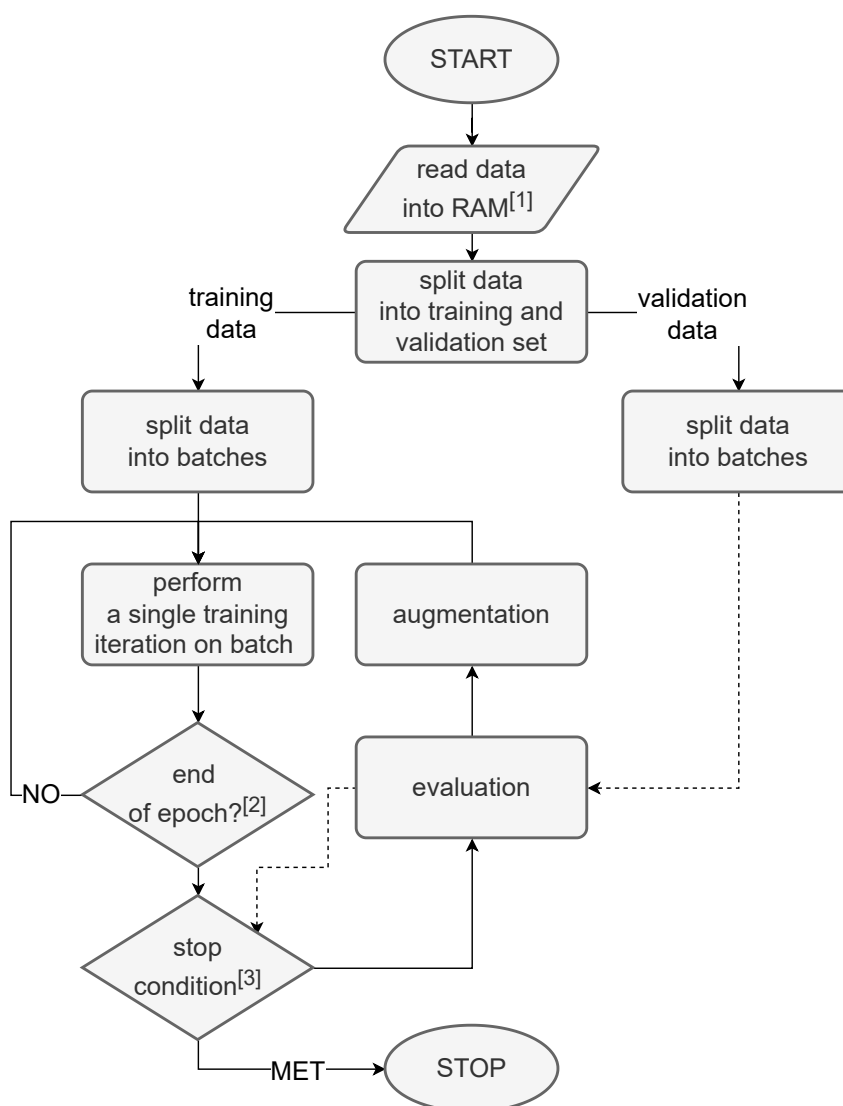 START
read data
into RAM[1]
split data
into training and
validation set
training
data
validation
data
split data
into batches
split data
into batches
perform
a single training
iteration on batch
augmentation
end
of epoch?[2]
NO
evaluation
stop
condition[3]
MET
STOP